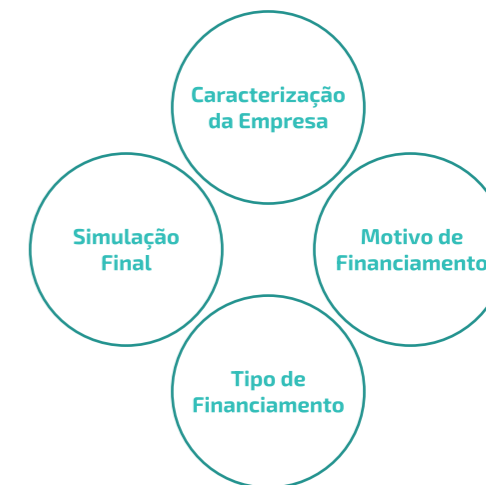 Caracterização
da Empresa
Simulação
Final
Motivo de
Financiamento
Tipo de
Financiamento